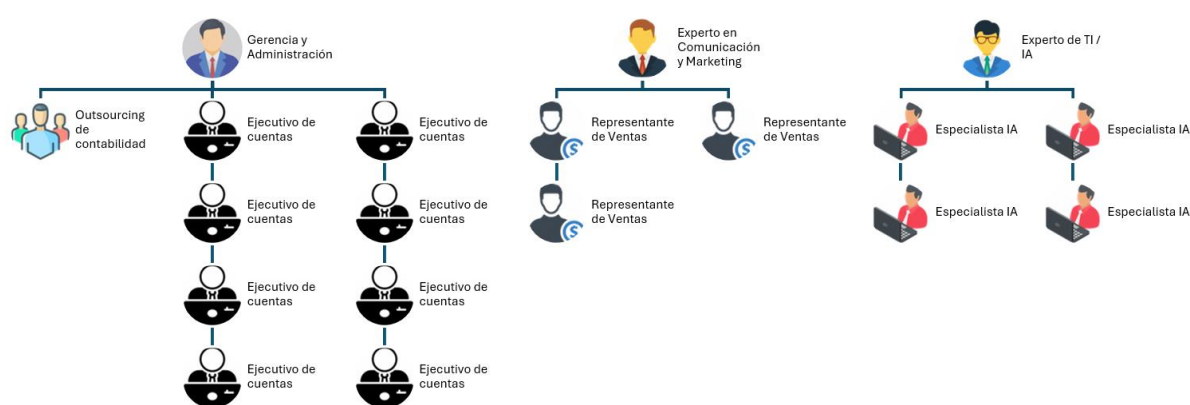 Gerencia y
Administración
Experto en
Comunicación
y Marketing
Experto de TI /
IA
Outsourcing
de
contabilidad
Ejecutivo de
cuentas
Ejecutivo de
cuentas
Representante
de Ventas
Representante
de Ventas
Especialista IA
Especialista IA
Ejecutivo de
cuentas
Ejecutivo de
cuentas
Representante
de Ventas
Especialista IA
Especialista IA
Ejecutivo de
cuentas
Ejecutivo de
cuentas
Ejecutivo de
cuentas
Ejecutivo de
cuentas